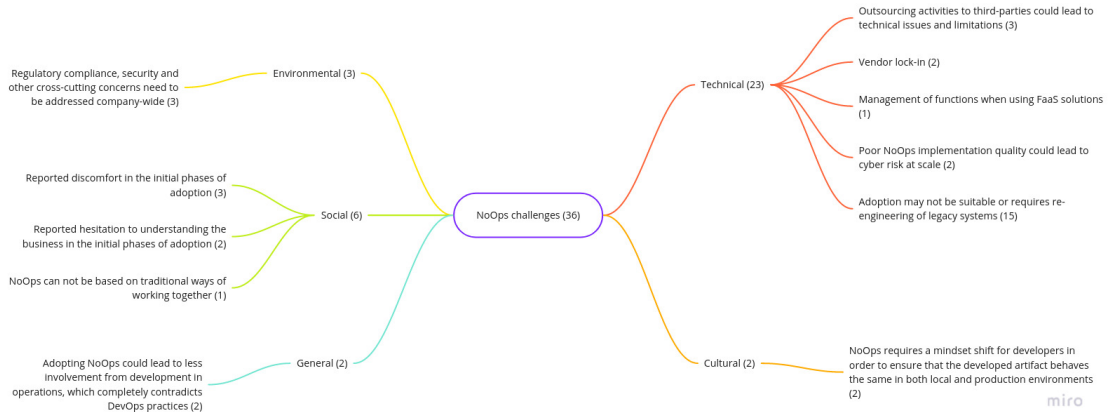 NoOps challenges (36)
Environmental (3)
Regulatory compliance, security and
other cross-cutting concerns need to
be addressed company-wide (3)
Social (6)
Reported discomfort in the initial phases of
adoption (3)
Reported hesitation to understanding the
business in the initial phases of adoption (2)
NoOps can not be based on traditional ways of
working together (1)
General (2)
Adopting NoOps could lead to less
involvement from development in
operations, which completely contradicts
DevOps practices (2)
Technical (23)
Outsourcing activities to third-parties could lead to
technical issues and limitations (3)
Vendor lock-in (2)
Management of functions when using FaaS solutions
(1)
Poor NoOps implementation quality could lead to
cyber risk at scale (2)
Adoption may not be suitable or requires re-
engineering of legacy systems (15)
Cultural (2)
NoOps requires a mindset shift for developers in
order to ensure that the developed artifact behaves
the same in both local and production environments
(2)
miro